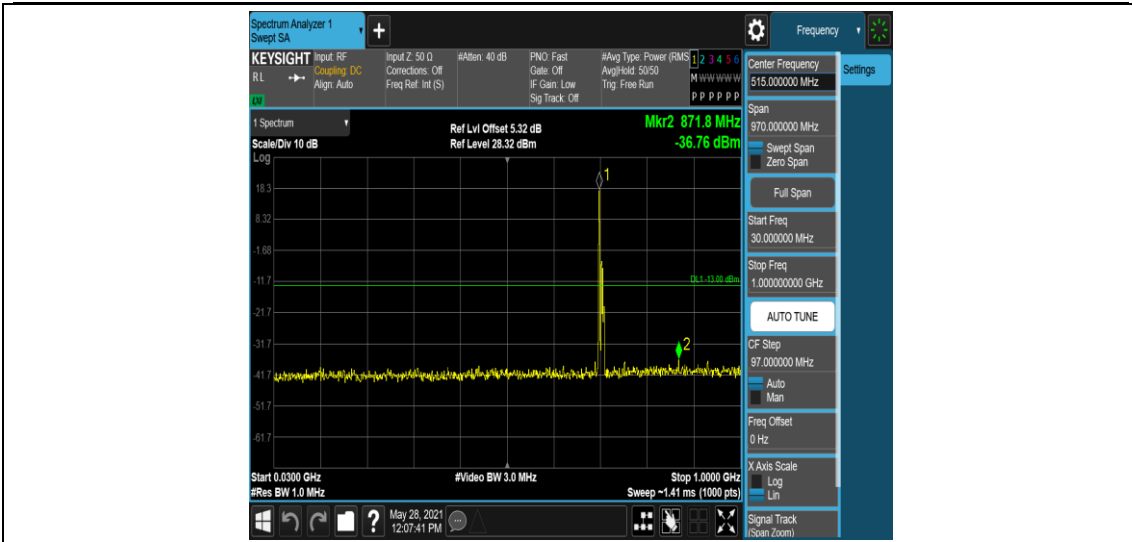 Spectrum Analyzer 1
Swept SA
Frequency
KEYSIGHT
Input: RF
Coupling: DC
Align: Auto
Input Z: 50 Ω
Corrections: Off
Freq Ref: Int (S)
#Atten: 40 dB
PNO: Fast
Gate: Off
IF Gain: Low
Sig Track: Off
#Avg Type: Power (RMS
Avg|Hold: 50/50
Trig: Free Run
1 2 3 4 5 6
M W W W W W
P P P P P P
RL
LXI
1 Spectrum
Scale/Div 10 dB
Log
Ref Lvl Offset 5.32 dB
Ref Level 28.32 dBm
Mkr2 871.8 MHz
-36.76 dBm
1
18.3
8.32
-1.68
-11.7
DL1 -13.00 dBm
-21.7
-31.7
2
-41.7
-51.7
-61.7
Start 0.0300 GHz
#Video BW 3.0 MHz
Stop 1.0000 GHz
#Res BW 1.0 MHz
Sweep ~1.41 ms (1000 pts)
Center Frequency
515.000000 MHz
Settings
Span
970.000000 MHz
Swept Span
Zero Span
Full Span
Start Freq
30.000000 MHz
Stop Freq
1.000000000 GHz
AUTO TUNE
CF Step
97.000000 MHz
Auto
Man
Freq Offset
0 Hz
X Axis Scale
Log
Lin
Signal Track
(Span Zoom)
?
May 28, 2021
12:07:41 PM